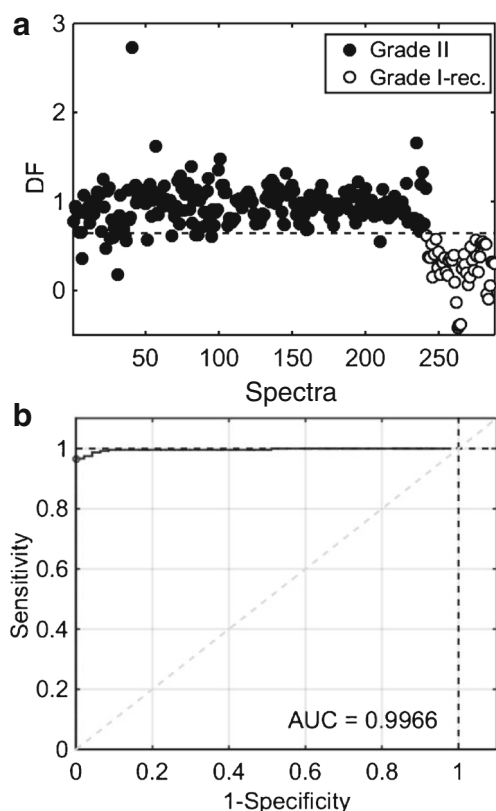 a
3
2
1
0
DF
Grade II
Grade I-rec.
50
100
150
200
250
Spectra
b
1
0.8
0.6
0.4
0.2
0
Sensitivity
AUC = 0.9966
0
0.2
0.4
0.6
0.8
1
1-Specificity